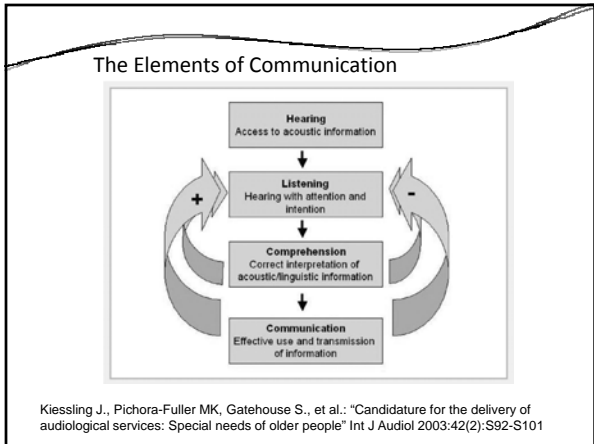 The Elements of Communication
Hearing
Access to acoustic information
+
Listening
Hearing with attention and
intention
-
Comprehension
Correct interpretation of
acoustic/linguistic information
Communication
Effective use and transmission
of information
Kiessling J., Pichora-Fuller MK, Gatehouse S., et al.: “Candidature for the delivery of
audiological services: Special needs of older people” Int J Audiol 2003:42(2):S92-S101